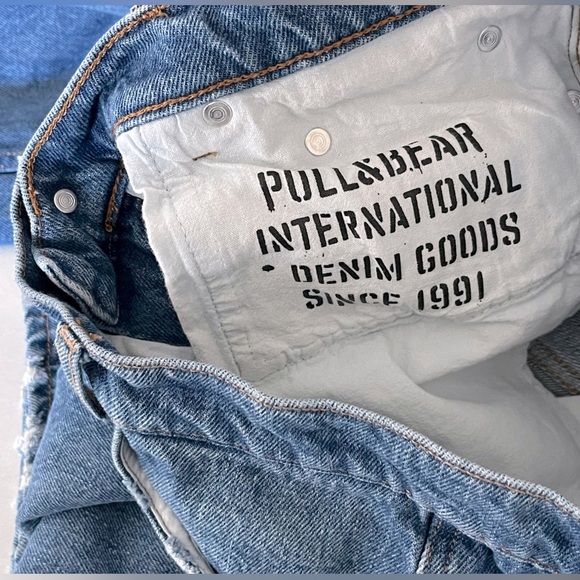 PULL&BEAR
INTERNATIONAL
• DENIM GOODS
SINCE 1991